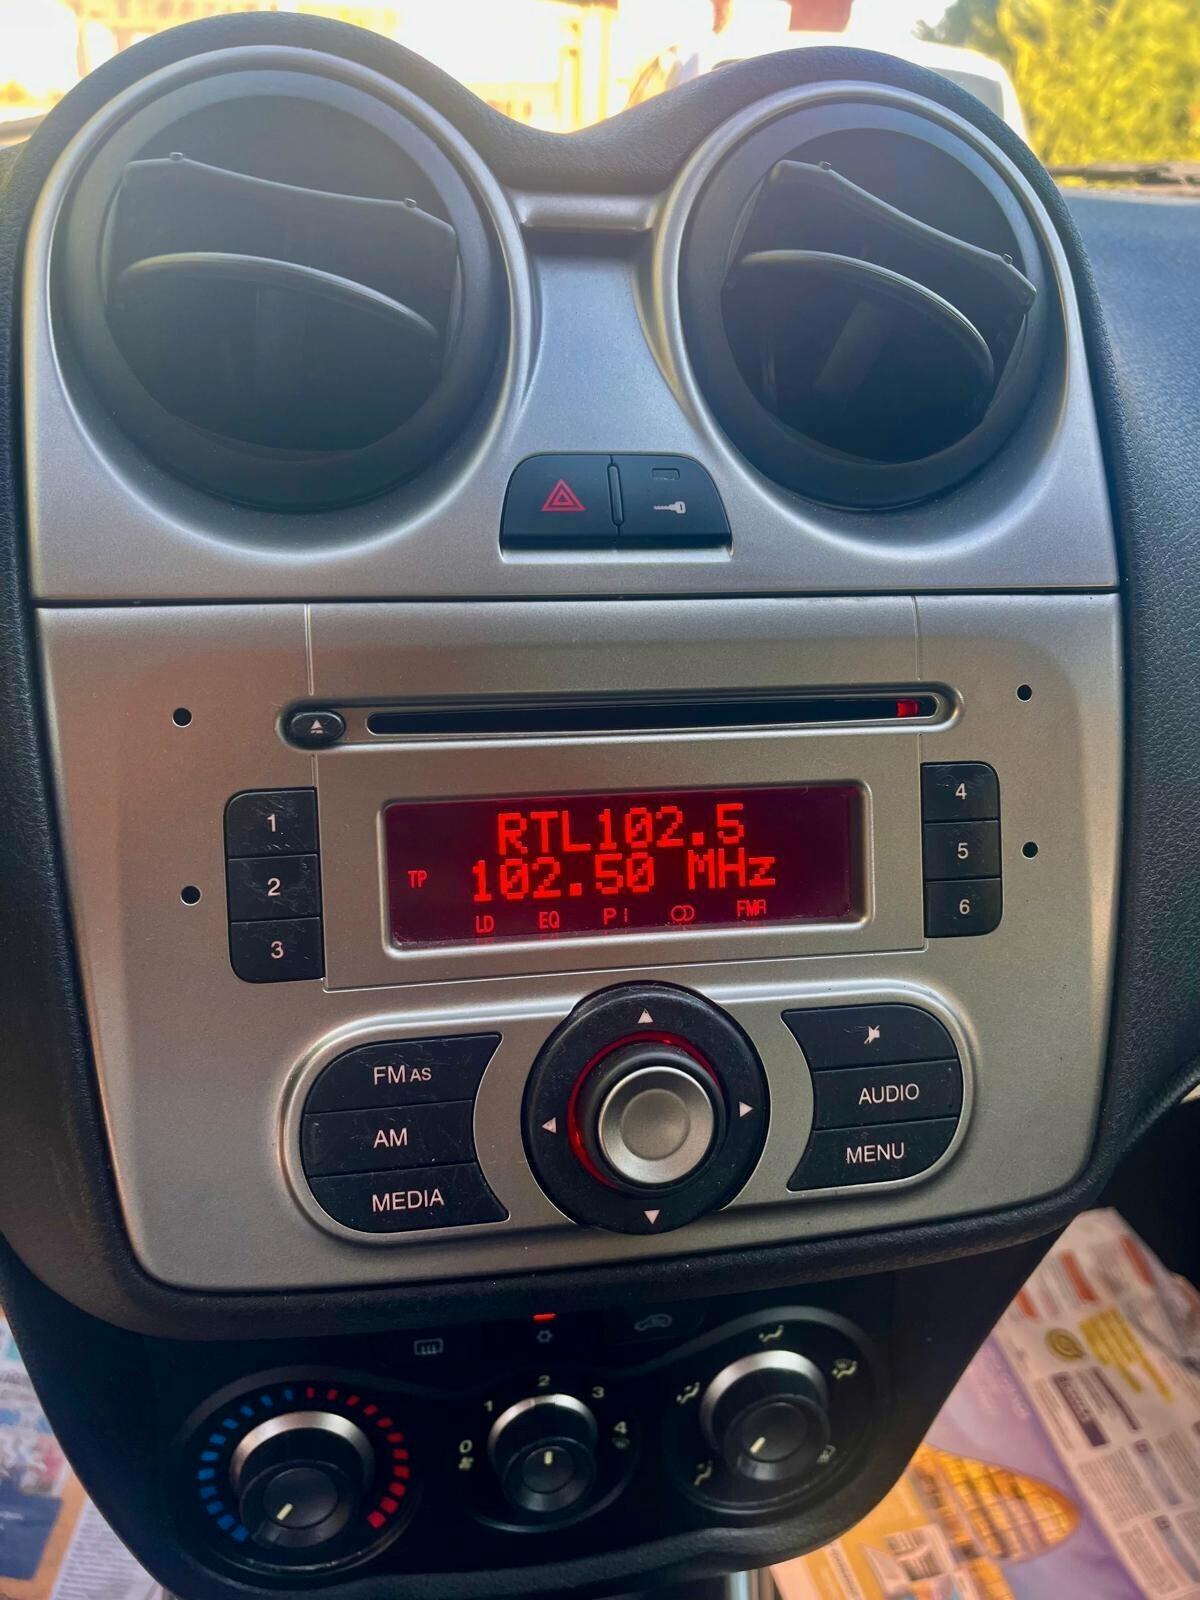 RTL102.5
TP 102.50 MHz
LD EQ PI FMA
1
2
3
4
5
6
FM AS
AM
MEDIA
AUDIO
MENU
0 1 2 3 4